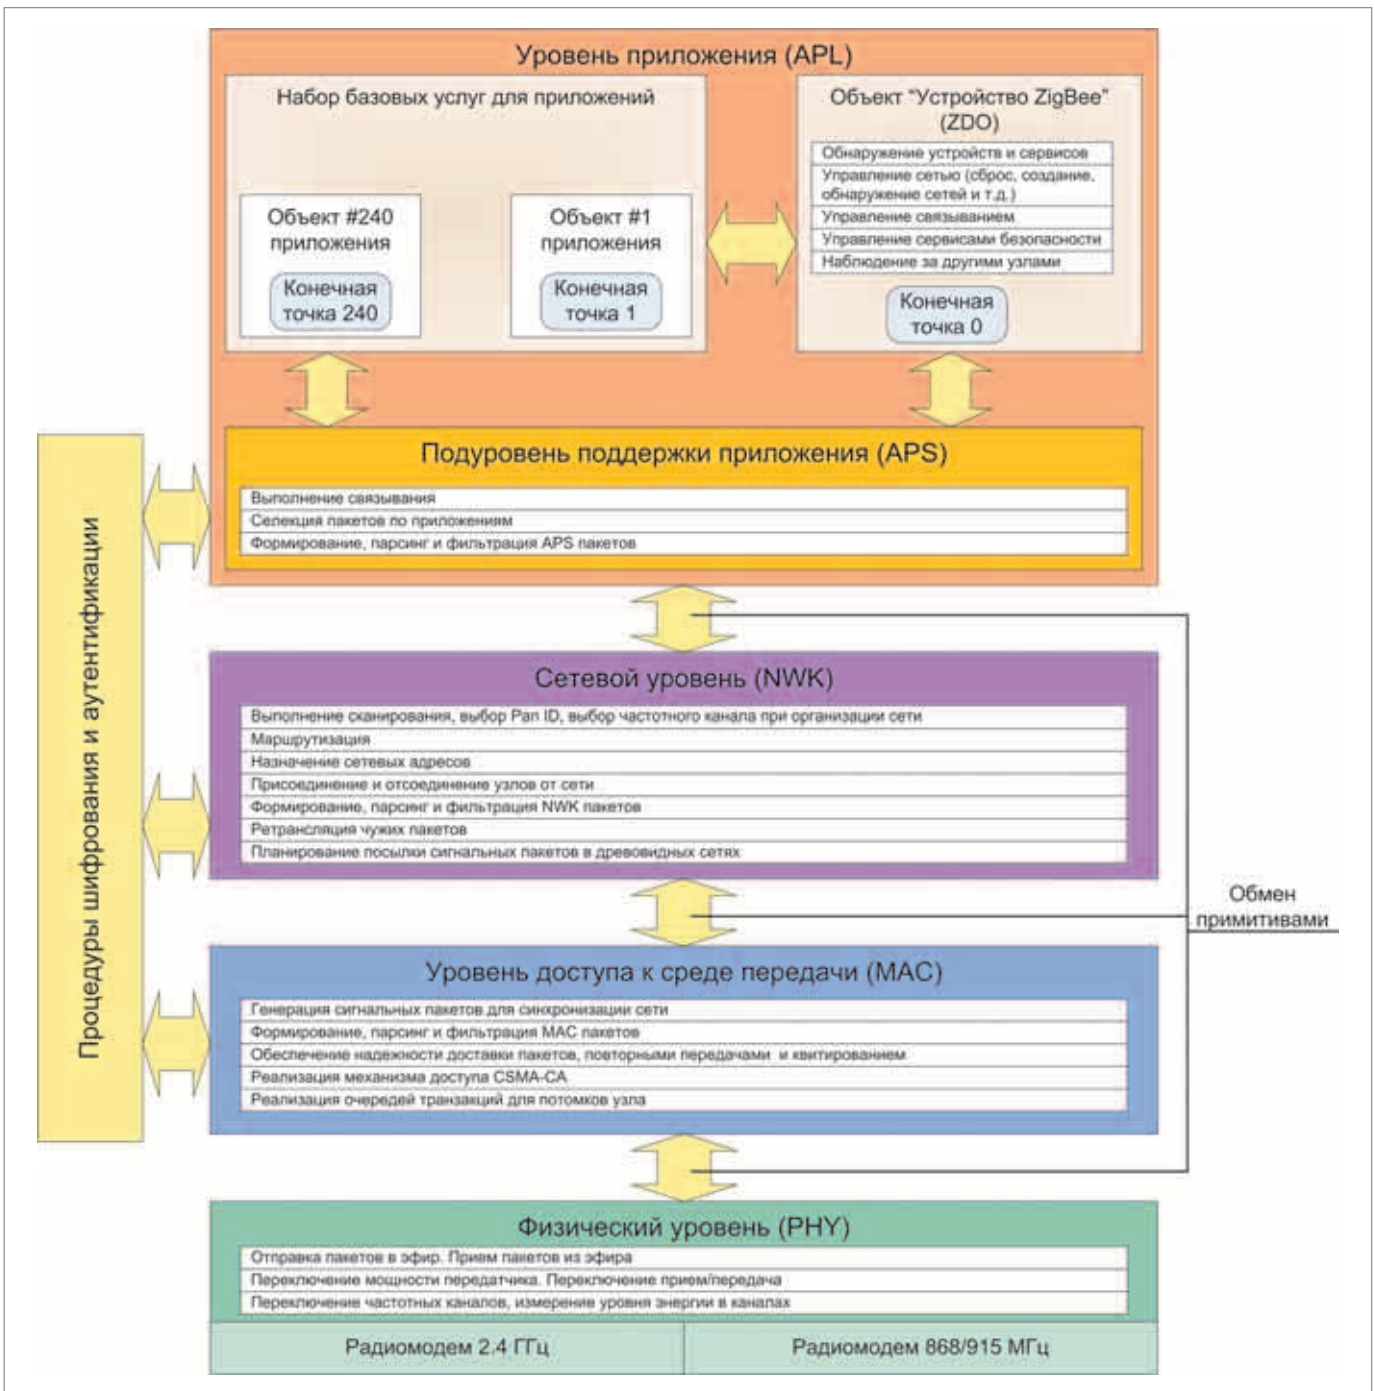 Уровень приложения (APL)
Набор базовых услуг для приложений
Объект #240
приложения
Конечная
точка 240
Объект #1
приложения
Конечная
точка 1
Объект "Устройство ZigBee"
(ZDO)
Обнаружение устройств и сервисов
Управление сетью (сброс, создание,
обнаружение сетей и т.д.)
Управление связыванием
Управление сервисами безопасности
Наблюдение за другими узлами
Конечная
точка 0
Подуровень поддержки приложения (APS)
Выполнение связывания
Селекция пакетов по приложениям
Формирование, парсинг и фильтрация APS пакетов
Процедуры шифрования и аутентификации
Сетевой уровень (NWK)
Выполнение сканирования, выбор Pan ID, выбор частотного канала при организации сети
Маршрутизация
Назначение сетевых адресов
Присоединение и отсоединение узлов от сети
Формирование, парсинг и фильтрация NWK пакетов
Ретрансляция чужих пакетов
Планирование посылки сигнальных пакетов в древовидных сетях
Обмен
примитивами
Уровень доступа к среде передачи (MAC)
Генерация сигнальных пакетов для синхронизации сети
Формирование, парсинг и фильтрация MAC пакетов
Обеспечение надежности доставки пакетов, повторными передачами и квитированием
Реализация механизма доступа CSMA-CA
Реализация очередей транзакций для потомков узла
Физический уровень (PHY)
Отправка пакетов в эфир. Прием пакетов из эфира
Переключение мощности передатчика. Переключение прием/передача
Переключение частотных каналов, измерение уровня энергии в каналах
Радиомодем 2.4 ГГц
Радиомодем 868/915 МГц